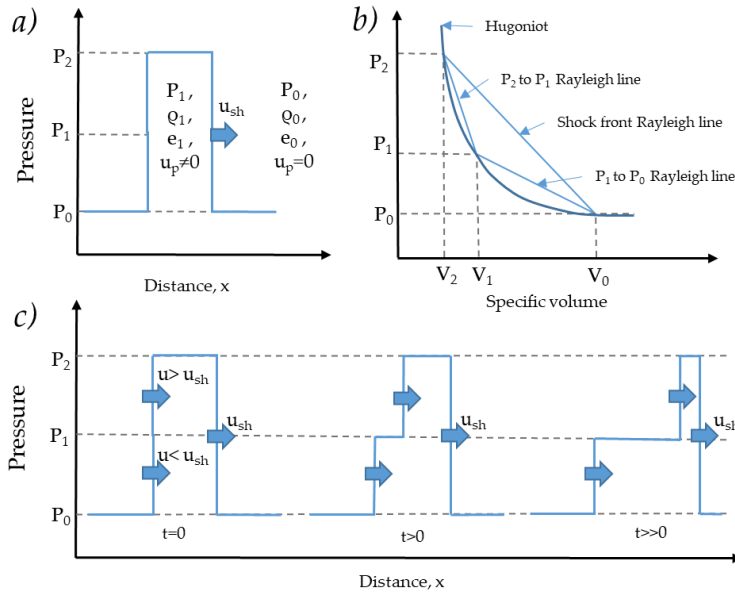 a)
P₂
P₁
P₀
Pressure
P₁,
ϱ₁,
e₁,
uₚ≠0
uₛₕ
P₀,
ϱ₀,
e₀,
uₚ=0
Distance, x
b)
P₂
P₁
P₀
Hugoniot
P₂ to P₁ Rayleigh line
Shock front Rayleigh line
P₁ to P₀ Rayleigh line
V₂
V₁
V₀
Specific volume
c)
Pressure
P₂
P₁
P₀
u> uₛₕ
u< uₛₕ
uₛₕ
uₛₕ
uₛₕ
t=0
t>0
t>>0
Distance, x